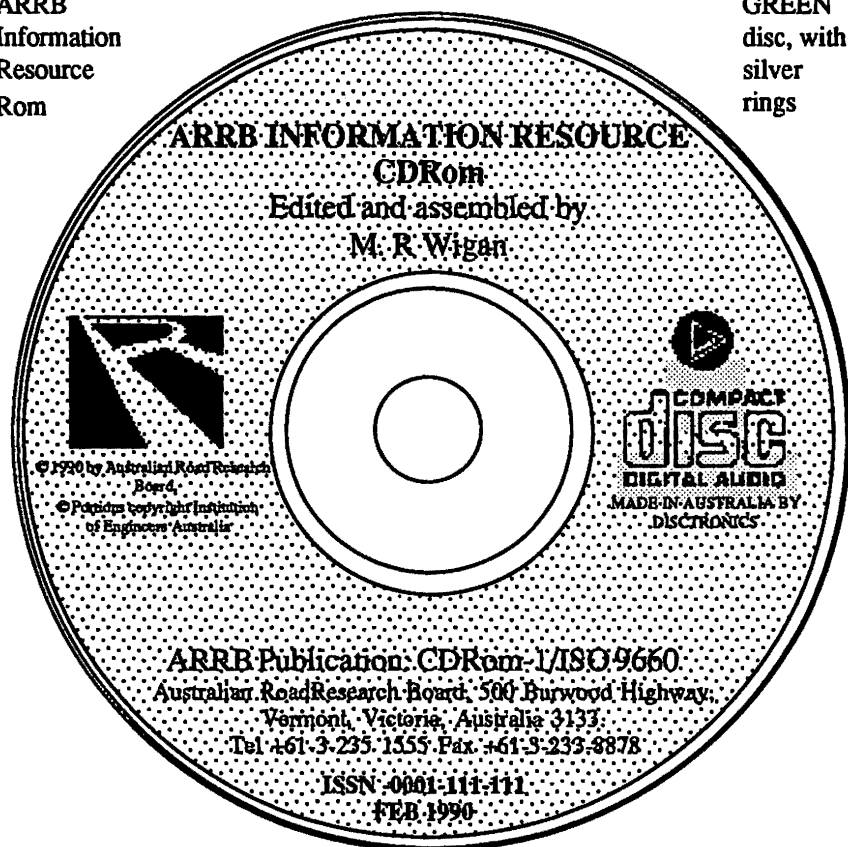 ARRB
Information
Resource
Rom
GREEN
disc, with
silver
rings
ARRB INFORMATION RESOURCE
CDRom
Edited and assembled by
M. R Wigan
© 1990 by Australian Road Research
Board,
© Portions copyright Institution
of Engineers Australia
COMPACT
disc
DIGITAL AUDIO
MADE IN AUSTRALIA BY
DISCTRONICS
ARRB Publication: CDRom-1/ISO 9660
Australian RoadResearch Board, 500 Burwood Highway,
Vermont, Victoria, Australia 3133.
Tel +61-3-235 1555 Fax +61-3-233-8878
ISSN -0001-111-111
FEB 1990